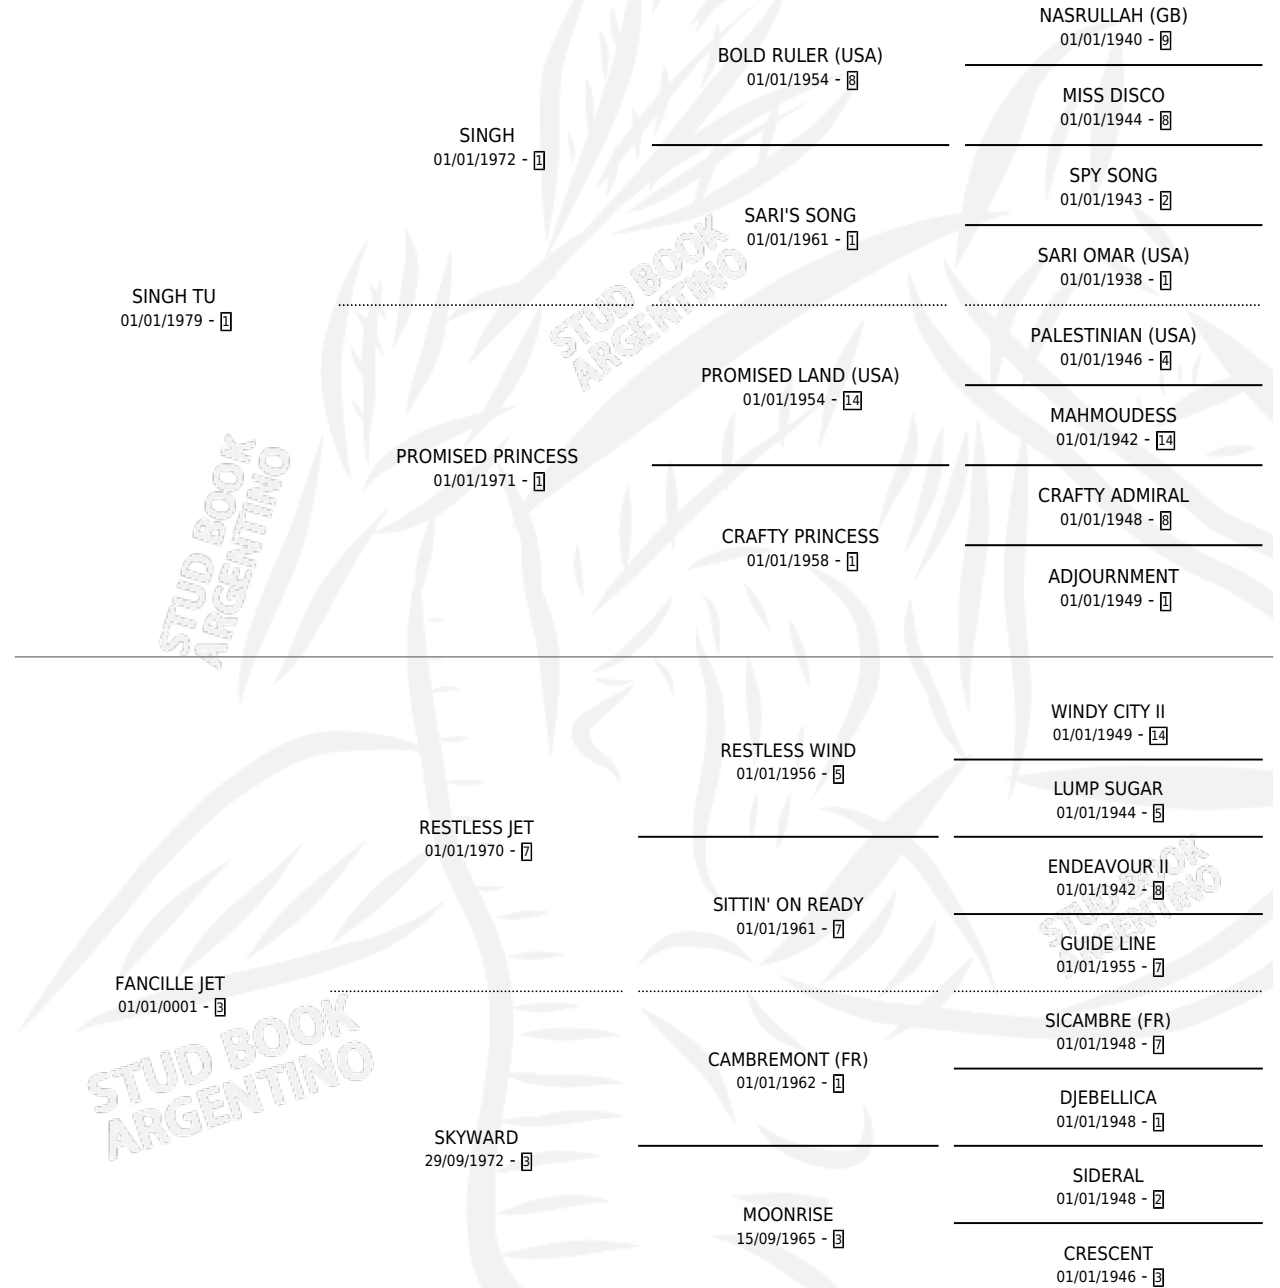 NASRULLAH (GB)
01/01/1940 - 9
BOLD RULER (USA)
01/01/1954 - 8
MISS DISCO
01/01/1944 - 8
SINGH
01/01/1972 - 1
SPY SONG
01/01/1943 - 2
SARI'S SONG
01/01/1961 - 1
SARI OMAR (USA)
01/01/1938 - 1
SINGH TU
01/01/1979 - 1
PALESTINIAN (USA)
01/01/1946 - 4
PROMISED LAND (USA)
01/01/1954 - 14
MAHMOUDESS
01/01/1942 - 14
PROMISED PRINCESS
01/01/1971 - 1
CRAFTY ADMIRAL
01/01/1948 - 8
CRAFTY PRINCESS
01/01/1958 - 1
ADJOURNMENT
01/01/1949 - 1
WINDY CITY II
01/01/1949 - 14
RESTLESS WIND
01/01/1956 - 5
LUMP SUGAR
01/01/1944 - 5
RESTLESS JET
01/01/1970 - 7
ENDEAVOUR II
01/01/1942 - 8
SITTIN' ON READY
01/01/1961 - 7
GUIDE LINE
01/01/1955 - 7
FANCILLE JET
01/01/0001 - 3
SICAMBRE (FR)
01/01/1948 - 7
CAMBREMONT (FR)
01/01/1962 - 1
DJEBELLICA
01/01/1948 - 1
SKYWARD
29/09/1972 - 3
SIDERAL
01/01/1948 - 2
MOONRISE
15/09/1965 - 3
CRESCENT
01/01/1946 - 3
STUD BOOK
ARGENTINO
STUD BOOK
ARGENTINO
STUD BOOK
ARGENTINO
STUD BOOK
ARGENTINO